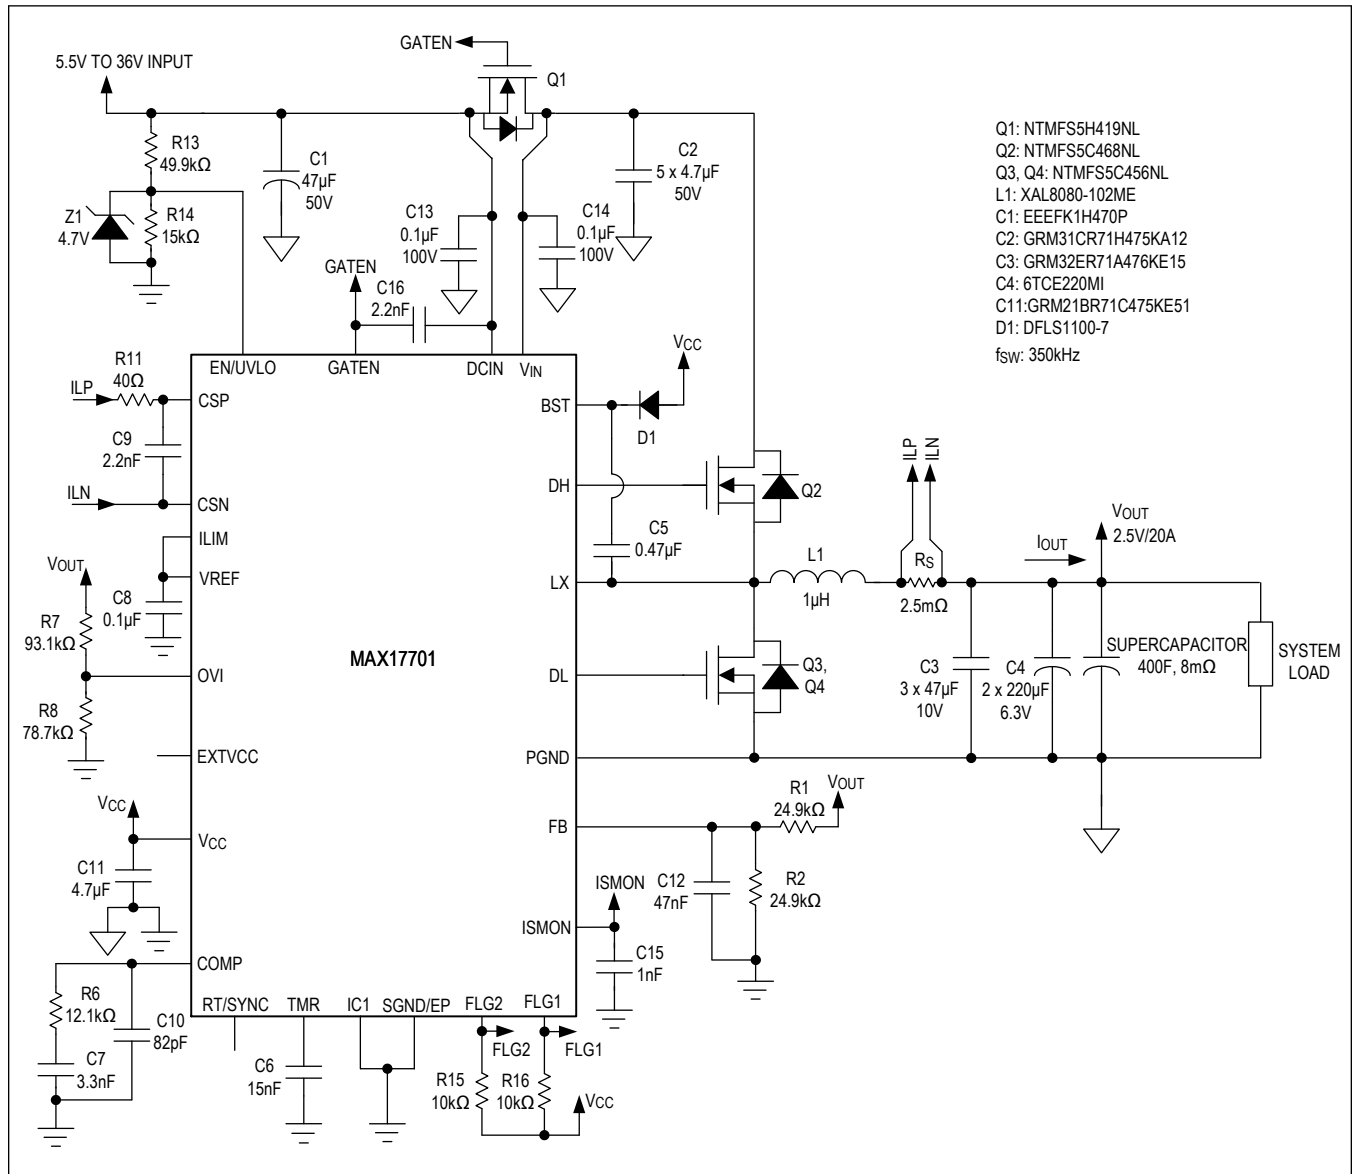 GATEN
5.5V TO 36V INPUT
Q1
R13
49.9kΩ
C1
47µF
50V
C2
5 x 4.7µF
50V
Q1: NTMFS5H419NL
Q2: NTMFS5C468NL
Q3, Q4: NTMFS5C456NL
L1: XAL8080-102ME
C1: EEEFK1H470P
C2: GRM31CR71H475KA12
C3: GRM32ER71A476KE15
C4: 6TCE220MI
C11:GRM21BR71C475KE51
D1: DFLS1100-7
fSW: 350kHz
Z1
4.7V
R14
15kΩ
C13
0.1µF
100V
C14
0.1µF
100V
GATEN
C16
2.2nF
EN/UVLO
GATEN
DCIN
VIN
VCC
R11
40Ω
ILP
CSP
BST
D1
C9
2.2nF
ILN
CSN
DH
Q2
ILP
ILN
ILIM
VREF
C8
0.1µF
C5
0.47µF
LX
L1
1µH
RS
2.5mΩ
IOUT
VOUT
2.5V/20A
VOUT
R7
93.1kΩ
MAX17701
OVI
DL
Q3,
Q4
C3
3 x 47µF
10V
C4
2 x 220µF
6.3V
SUPERCAPACITOR
400F, 8mΩ
SYSTEM
LOAD
R8
78.7kΩ
EXTVCC
PGND
VCC
VCC
FB
R1
24.9kΩ
VOUT
C11
4.7µF
C12
47nF
R2
24.9kΩ
ISMON
ISMON
C15
1nF
COMP
R6
12.1kΩ
C10
82pF
C7
3.3nF
RT/SYNC
TMR
IC1
SGND/EP
FLG2
FLG1
FLG2
FLG1
C6
15nF
R15
10kΩ
R16
10kΩ
VCC